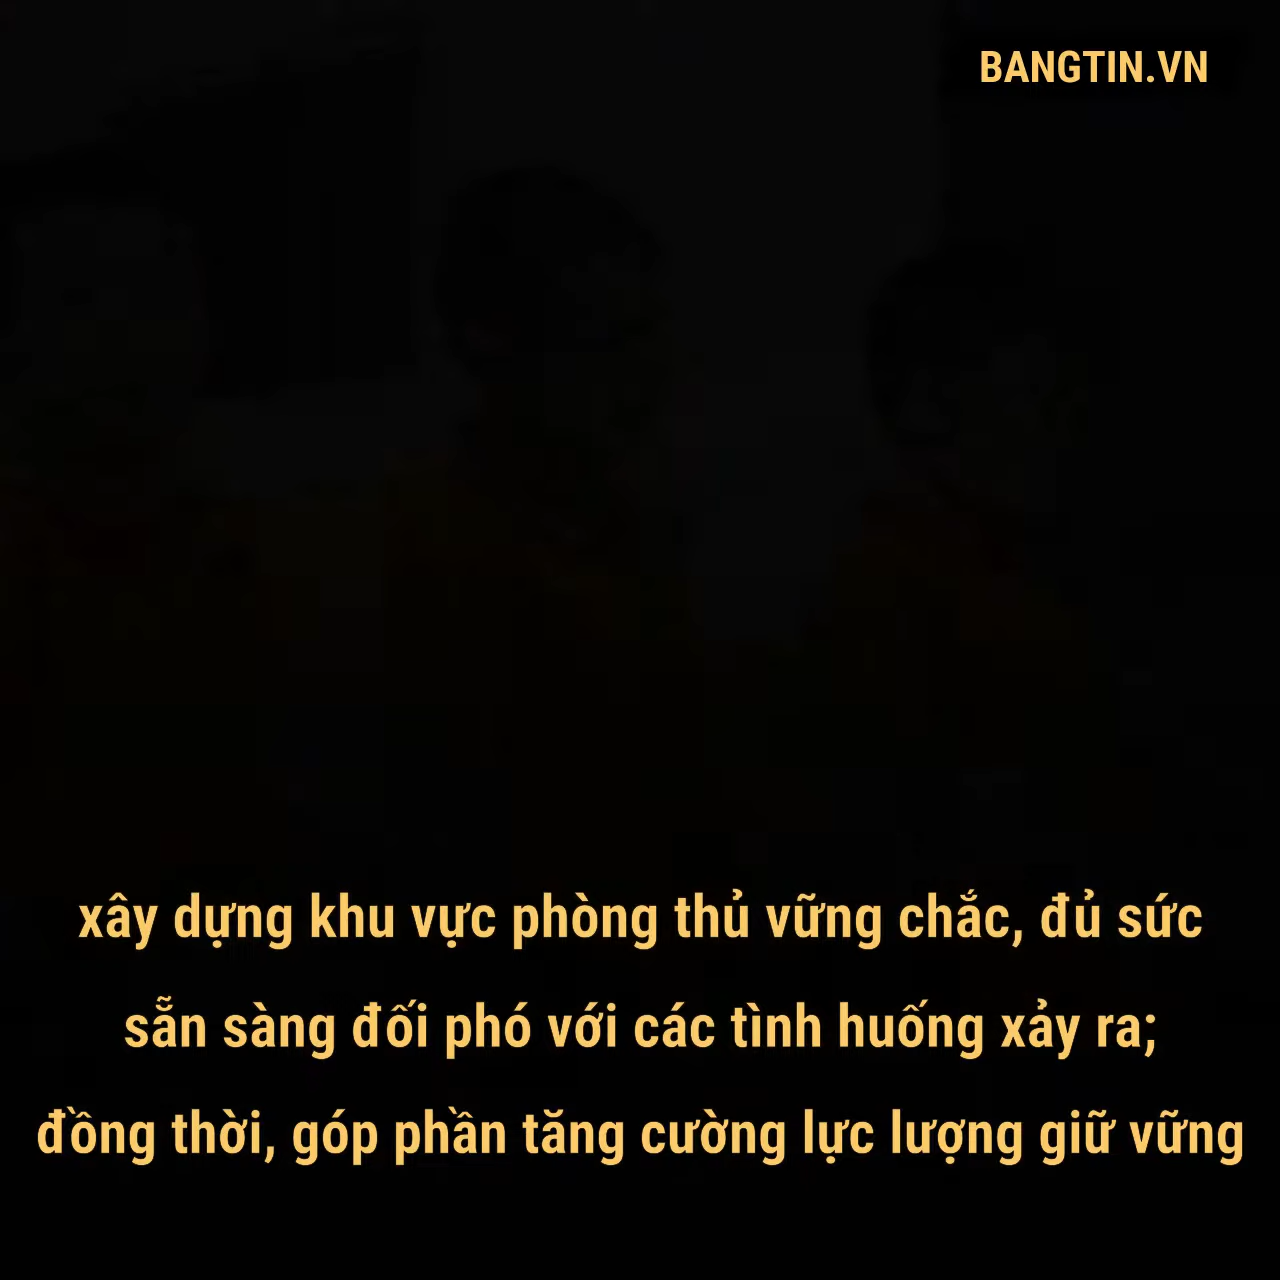 BANGTIN.VN
xây dựng khu vực phòng thủ vững chắc, đủ sức
sẵn sàng đối phó với các tình huống xảy ra;
đồng thời, góp phần tăng cường lực lượng giữ vững